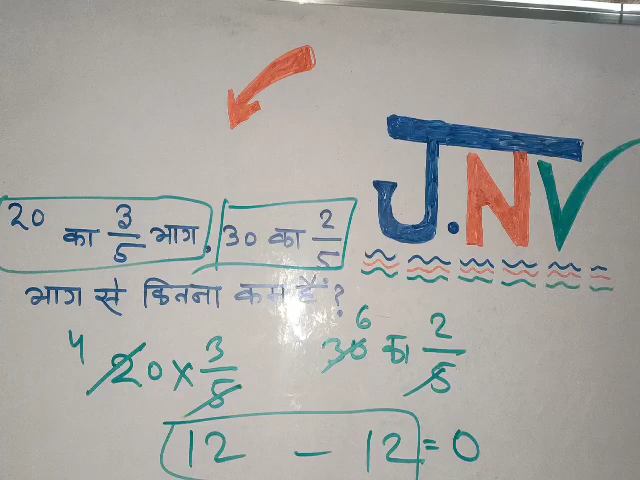 J.NV
20 का 3/5 भाग, 30 का 2/5
भाग से कितना कम है?
4 20 × 3/5 6 30 का 2/5
12 - 12 = 0